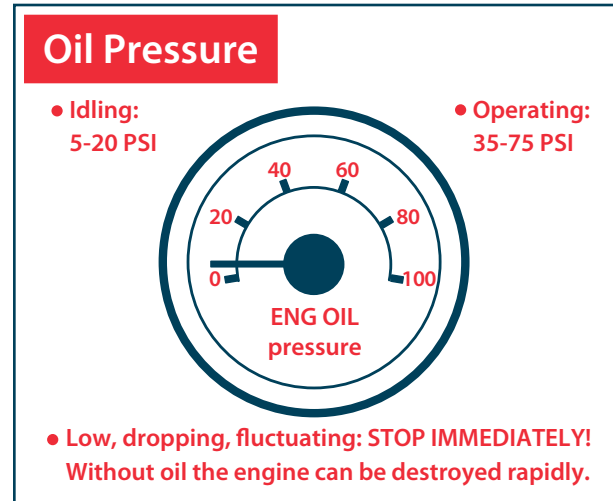 Oil Pressure
• Idling:
5-20 PSI
• Operating:
35-75 PSI
40
60
20
80
0
100
ENG OIL
pressure
• Low, dropping, fluctuating: STOP IMMEDIATELY!
Without oil the engine can be destroyed rapidly.